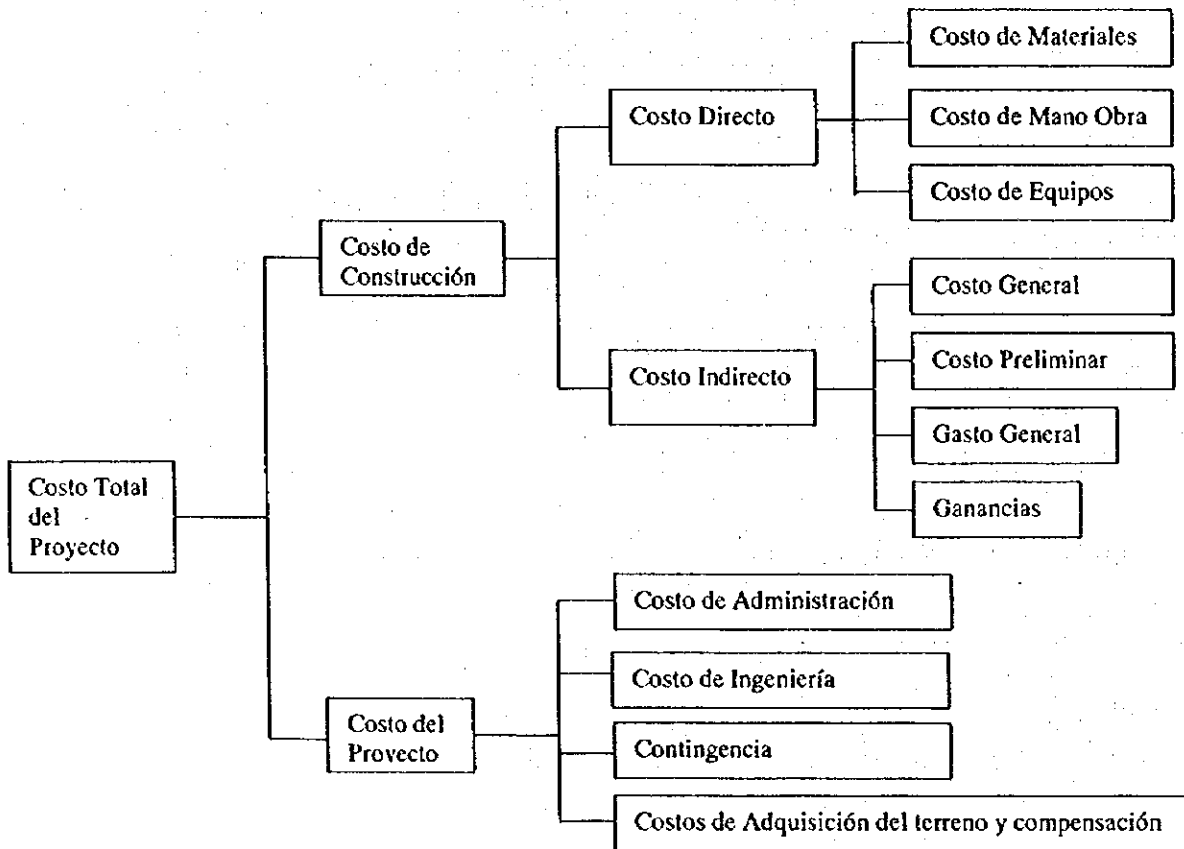 Costo de Materiales
Costo Directo
Costo de Mano Obra
Costo de Equipos
Costo de
Construcción
Costo General
Costo Indirecto
Costo Preliminar
Gasto General
Ganancias
Costo Total
del
Proyecto
Costo de Administración
Costo de Ingeniería
Costo del
Proyecto
Contingencia
Costos de Adquisición del terreno y compensación